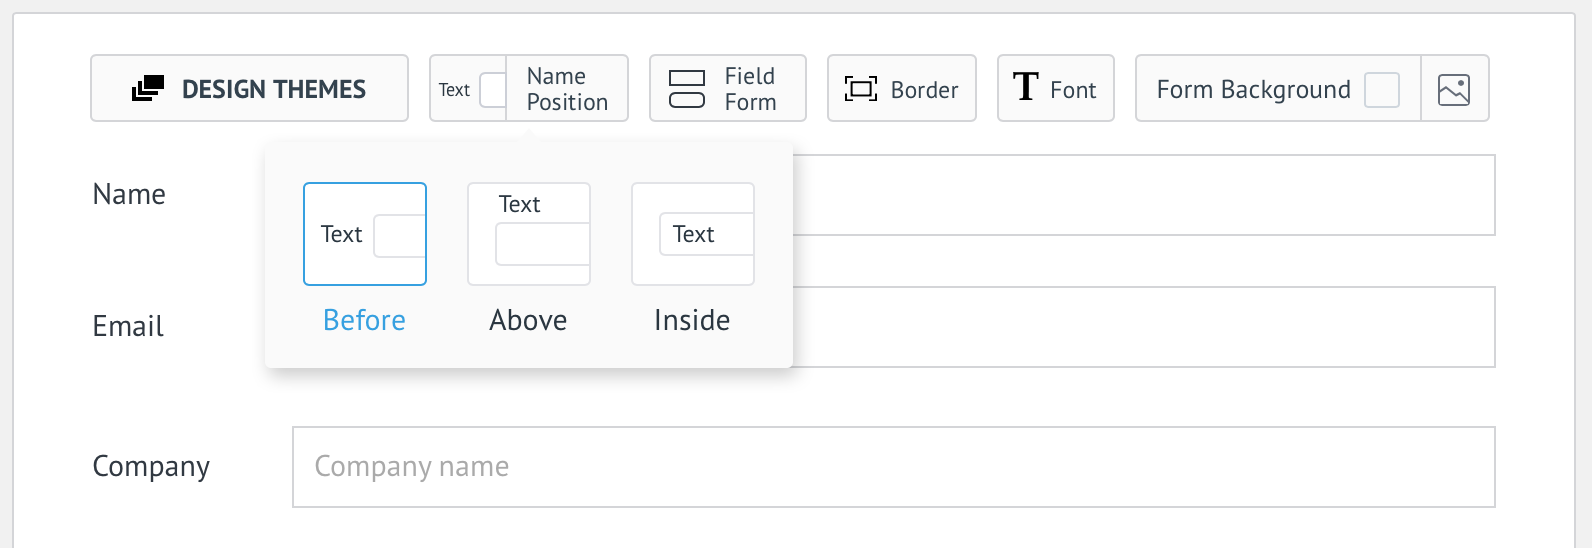 DESIGN THEMES
Text
Name
Position
Field
Form
Border
T Font
Form Background
Name
Text
Text
Text
Before
Above
Inside
Email
Company
Company name